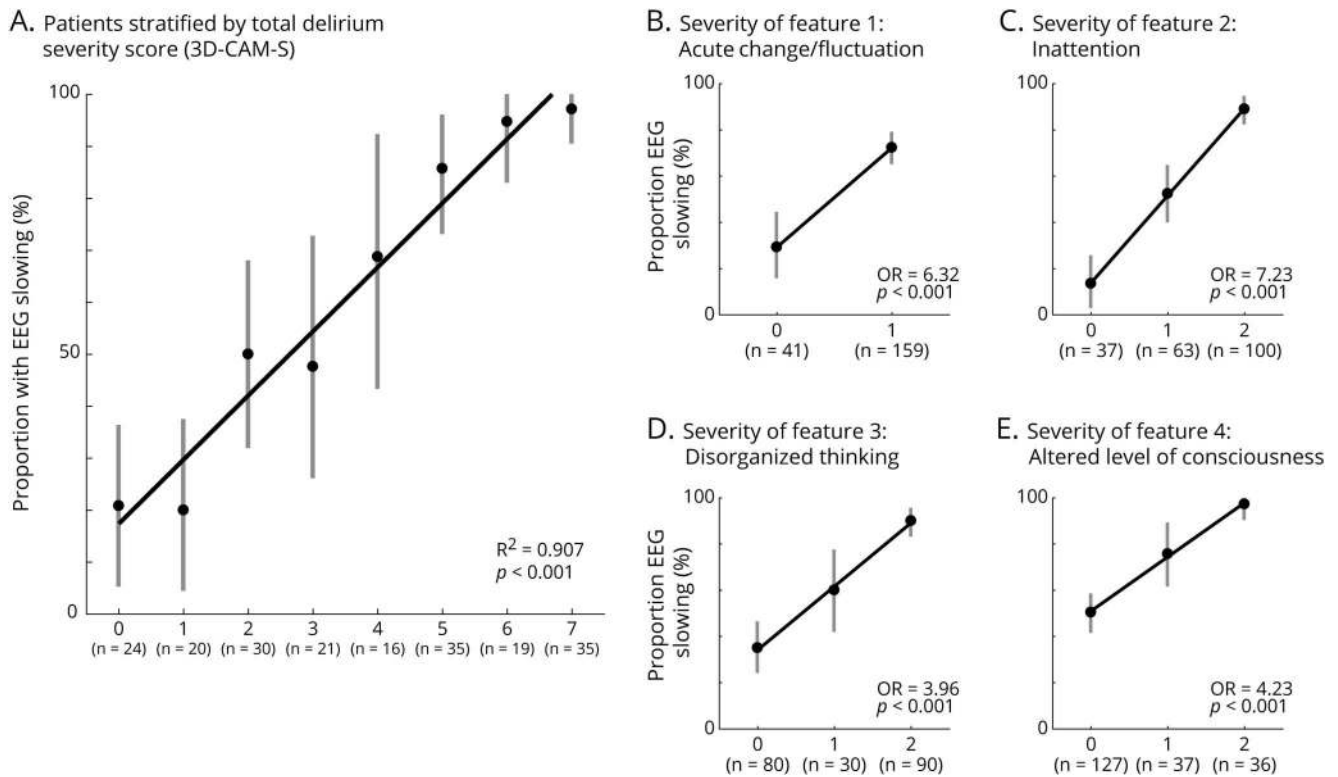 A. Patients stratified by total delirium
severity score (3D-CAM-S)
Proportion with EEG slowing (%)
100
50
0
R² = 0.907
p < 0.001
0 1 2 3 4 5 6 7
(n = 24) (n = 20) (n = 30) (n = 21) (n = 16) (n = 35) (n = 19) (n = 35)
B. Severity of feature 1:
Acute change/fluctuation
Proportion EEG
slowing (%)
100
0
OR = 6.32
p < 0.001
0 1
(n = 41) (n = 159)
C. Severity of feature 2:
Inattention
100
0
OR = 7.23
p < 0.001
0 1 2
(n = 37) (n = 63) (n = 100)
D. Severity of feature 3:
Disorganized thinking
Proportion EEG
slowing (%)
100
0
OR = 3.96
p < 0.001
0 1 2
(n = 80) (n = 30) (n = 90)
E. Severity of feature 4:
Altered level of consciousness
100
0
OR = 4.23
p < 0.001
0 1 2
(n = 127) (n = 37) (n = 36)